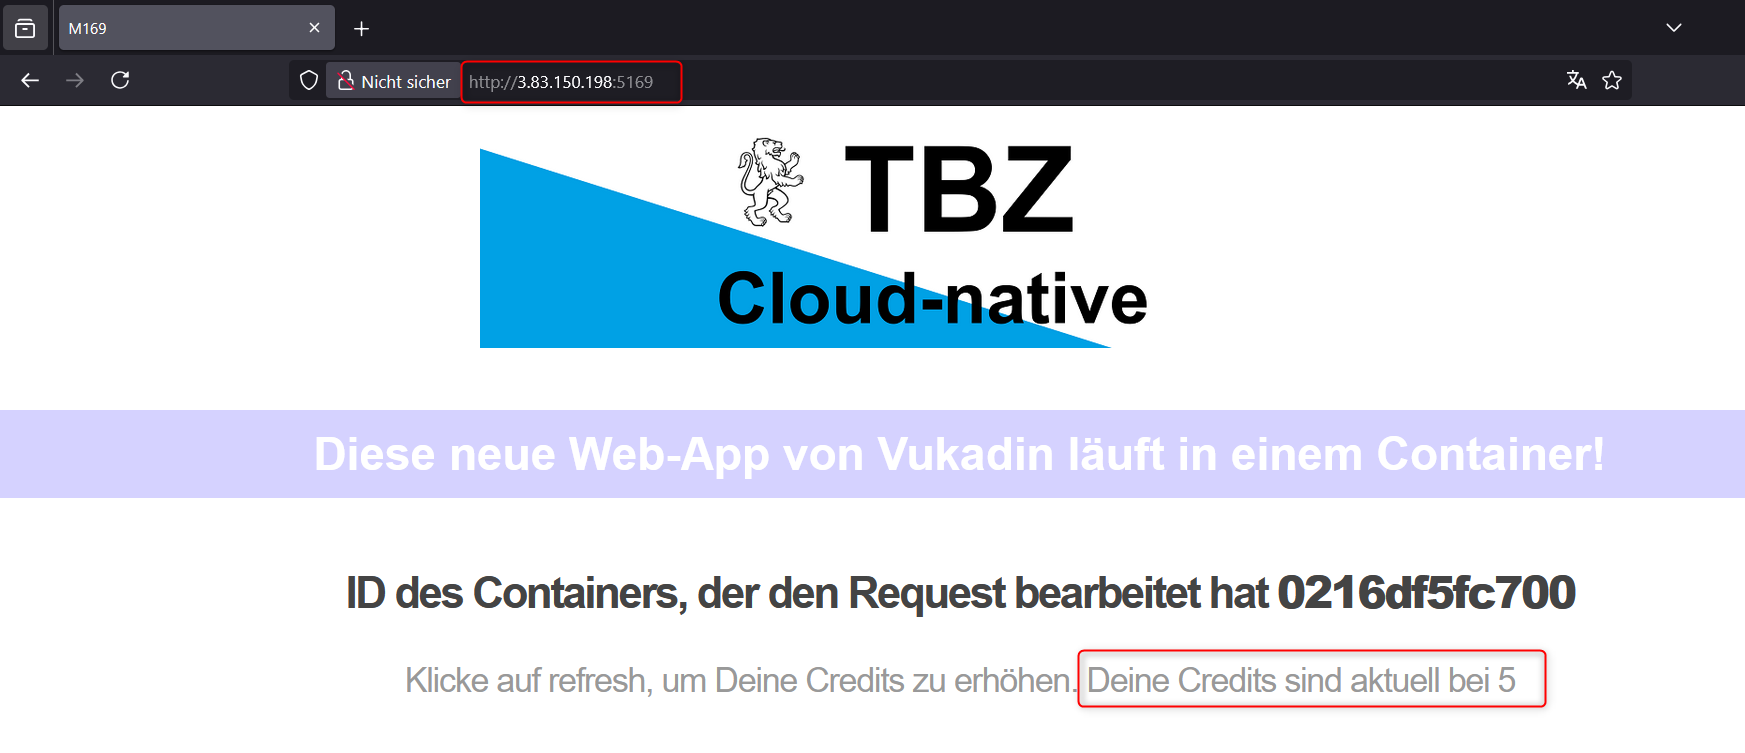 M169
Nicht sicher http://3.83.150.198:5169
TBZ
Cloud-native
Diese neue Web-App von Vukadin läuft in einem Container!
ID des Containers, der den Request bearbeitet hat 0216df5fc700
Klicke auf refresh, um Deine Credits zu erhöhen. Deine Credits sind aktuell bei 5